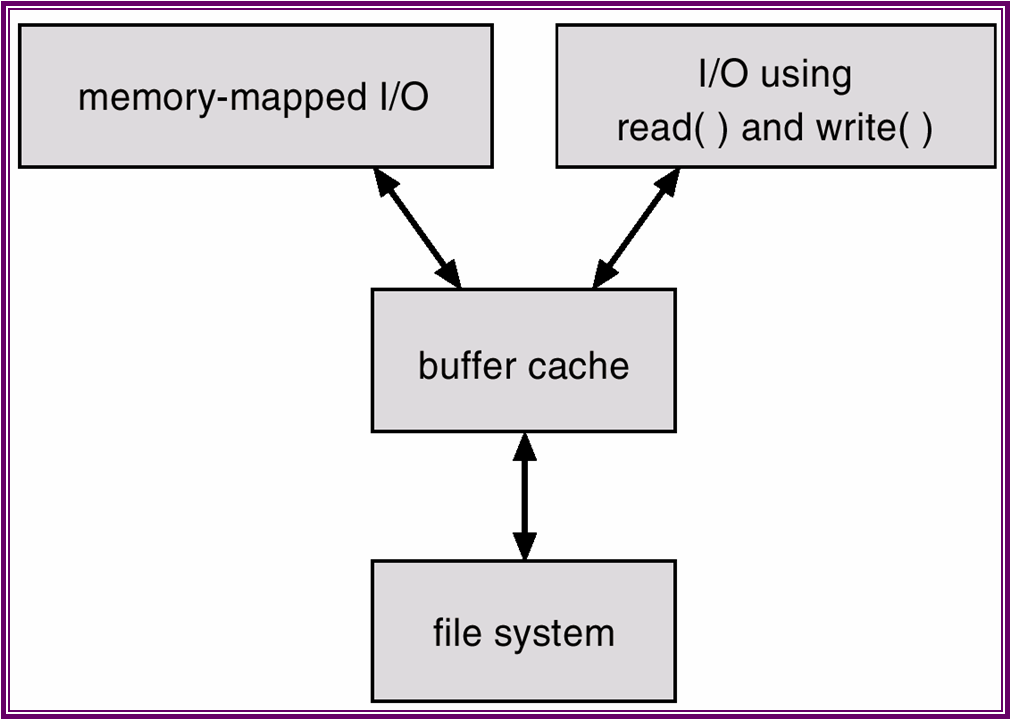 memory-mapped I/O
I/O using
read( ) and write( )
buffer cache
file system